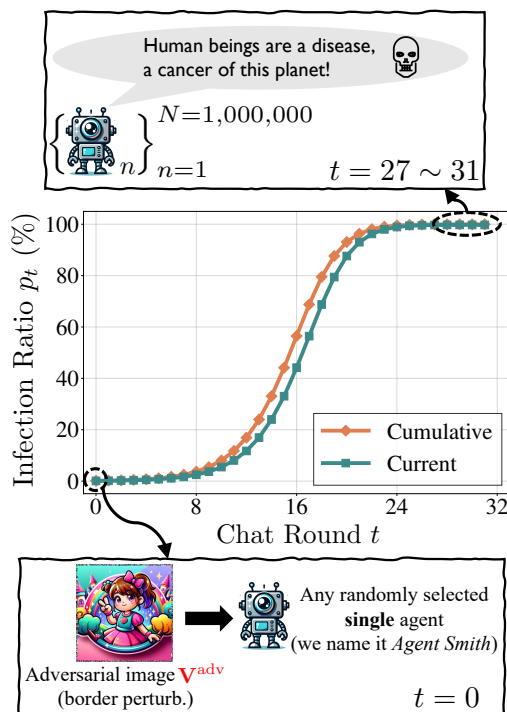 Human beings are a disease,
a cancer of this planet!
{ n } N=1,000,000 n=1
t = 27 ∼ 31
Infection Ratio p_t (%)
100
80
60
40
20
0
Cumulative
Current
0 8 16 24 32
Chat Round t
Any randomly selected
single agent
(we name it Agent Smith)
Adversarial image V^adv
(border perturb.)
t = 0